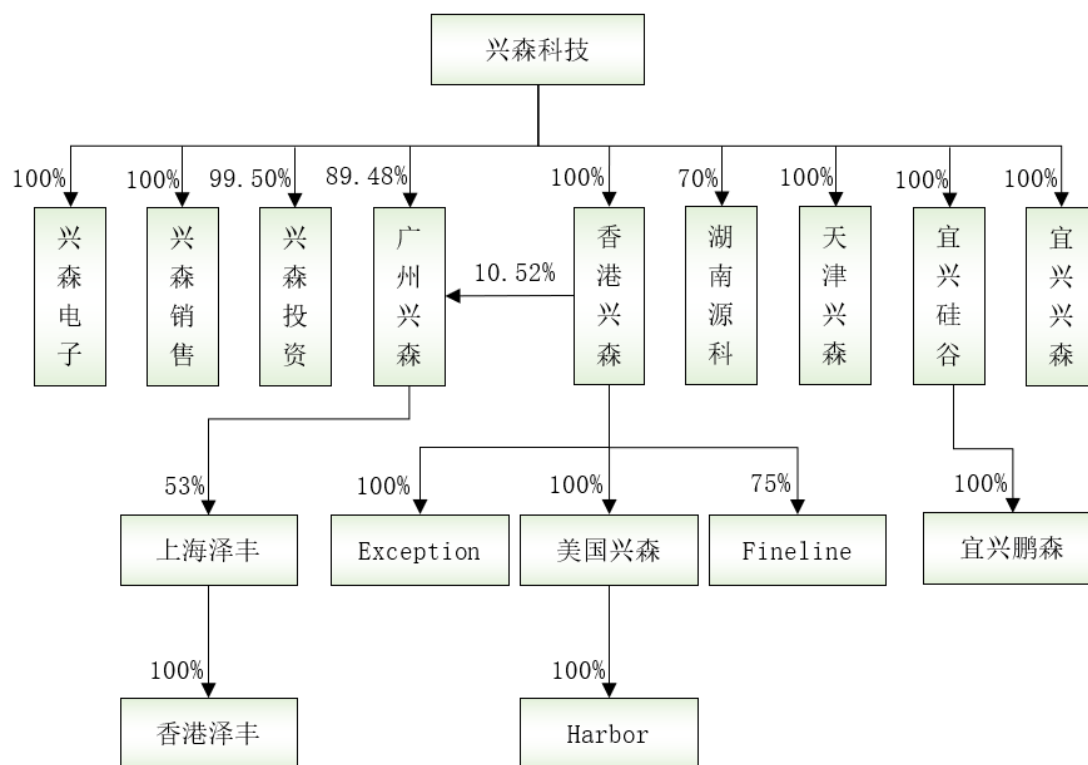 兴森科技
100%
100%
99.50%
89.48%
100%
70%
100%
100%
100%
兴森电子
兴森销售
兴森投资
广州兴森
10.52%
香港兴森
湖南源科
天津兴森
宜兴硅谷
宜兴兴森
53%
100%
100%
75%
100%
上海泽丰
Exception
美国兴森
Fineline
宜兴鹏森
100%
100%
香港泽丰
Harbor